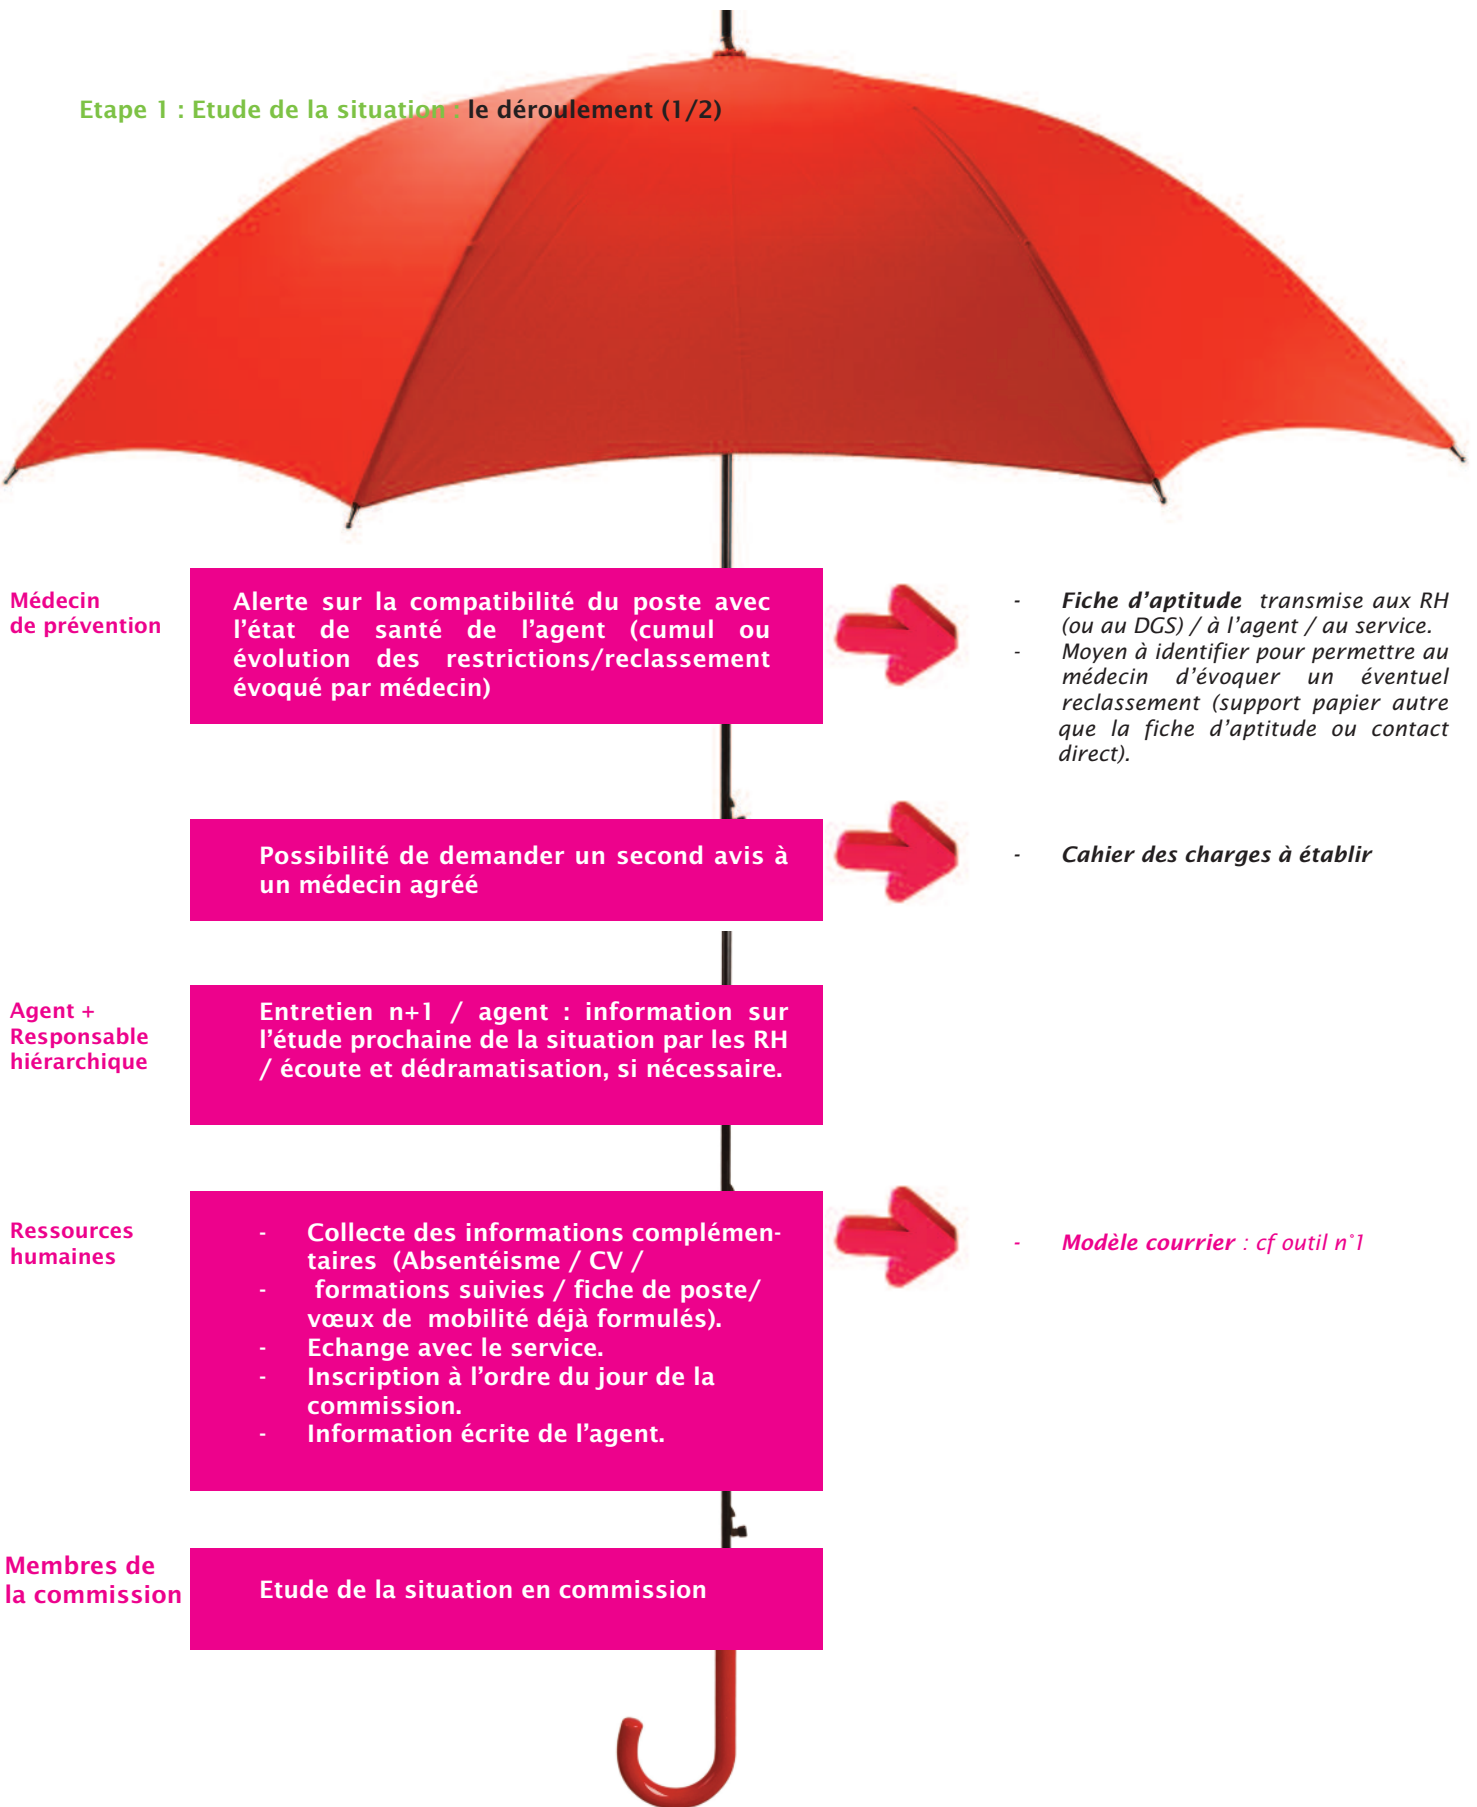 Etape 1 : Etude de la situation : le déroulement (1/2)
Médecin
de prévention
Alerte sur la compatibilité du poste avec
l’état de santé de l’agent (cumul ou
évolution des restrictions/reclassement
évoqué par médecin)
- Fiche d’aptitude transmise aux RH
(ou au DGS) / à l’agent / au service.
- Moyen à identifier pour permettre au
médecin d’évoquer un éventuel
reclassement (support papier autre
que la fiche d’aptitude ou contact
direct).
Possibilité de demander un second avis à
un médecin agréé
- Cahier des charges à établir
Agent +
Responsable
hiérarchique
Entretien n+1 / agent : information sur
l’étude prochaine de la situation par les RH
/ écoute et dédramatisation, si nécessaire.
Ressources
humaines
- Collecte des informations complémen-
taires (Absentéisme / CV /
- formations suivies / fiche de poste/
vœux de mobilité déjà formulés).
- Echange avec le service.
- Inscription à l’ordre du jour de la
commission.
- Information écrite de l’agent.
- Modèle courrier : cf outil n°1
Membres de
la commission
Etude de la situation en commission